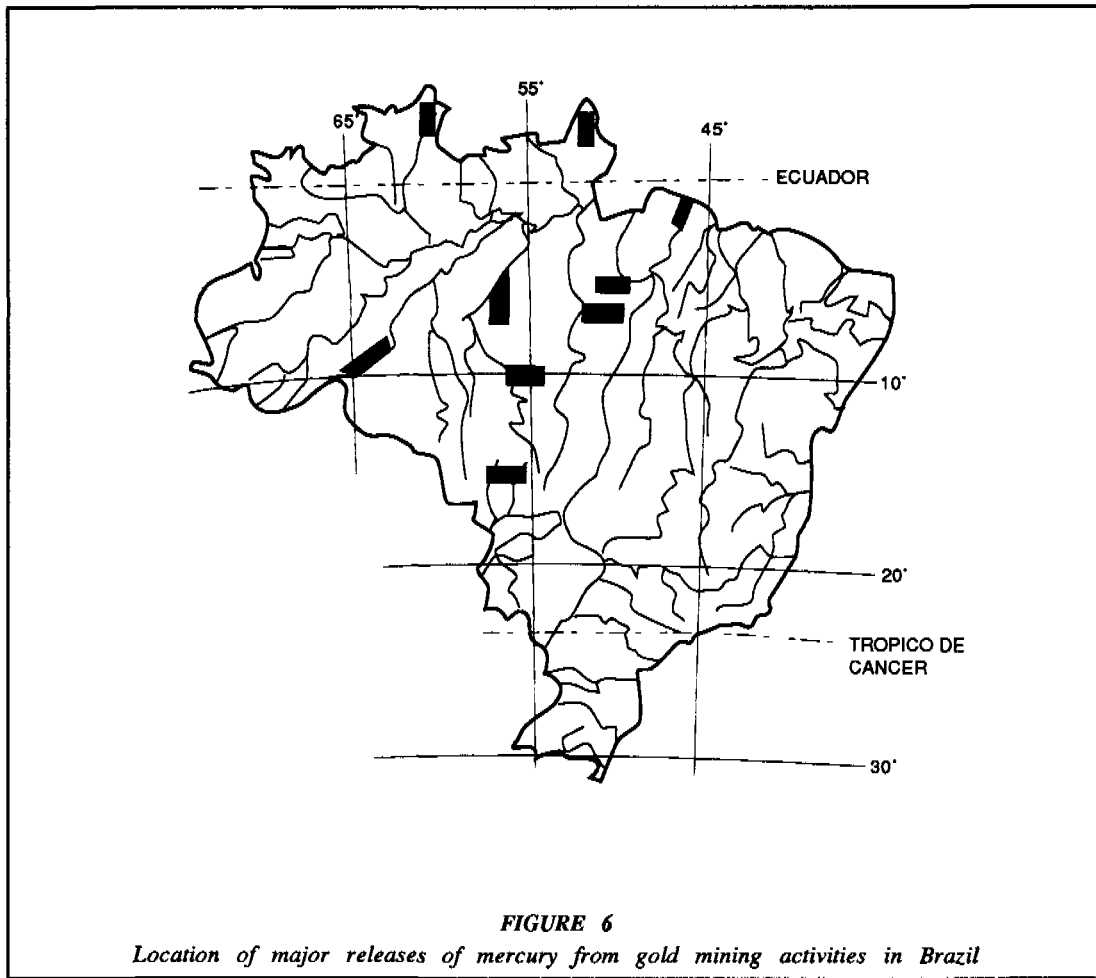 55°
65°
45°
ECUADOR
10°
20°
TROPICO DE
CANCER
30°
FIGURE 6
Location of major releases of mercury from gold mining activities in Brazil